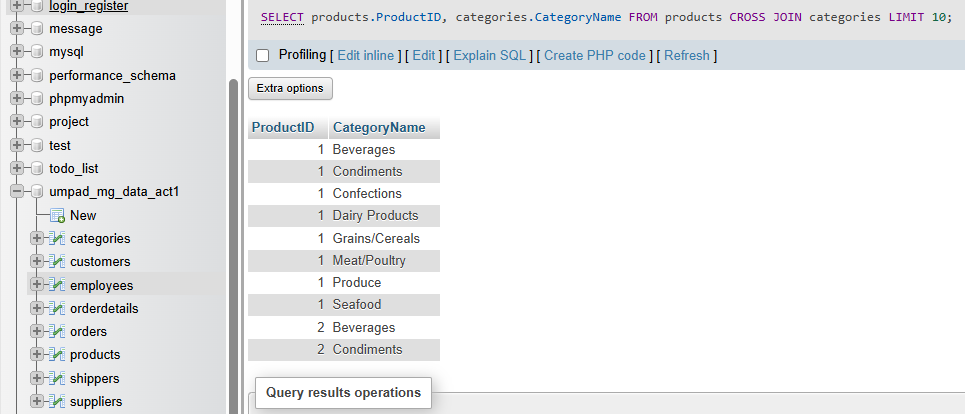 login_register
message
mysql
performance_schema
phpmyadmin
project
test
todo_list
umpad_mg_data_act1
New
categories
customers
employees
orderdetails
orders
products
shippers
suppliers
SELECT products.ProductID, categories.CategoryName FROM products CROSS JOIN categories LIMIT 10;
Profiling [ Edit inline ] [ Edit ] [ Explain SQL ] [ Create PHP code ] [ Refresh ]
Extra options
ProductID CategoryName
1 Beverages
1 Condiments
1 Confections
1 Dairy Products
1 Grains/Cereals
1 Meat/Poultry
1 Produce
1 Seafood
2 Beverages
2 Condiments
Query results operations